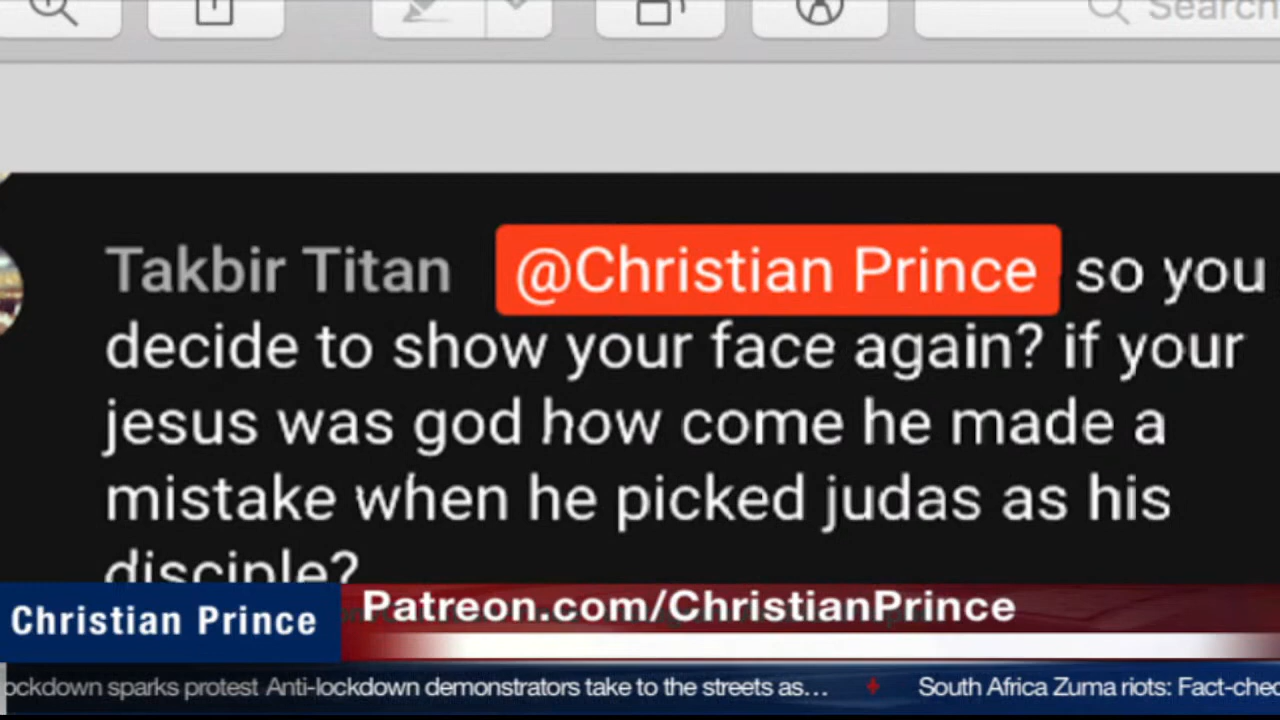 Search
Takbir Titan @Christian Prince so you
decide to show your face again? if your
jesus was god how come he made a
mistake when he picked judas as his
disciple?
Christian Prince
Patreon.com/ChristianPrince
ockdown sparks protest Anti-lockdown demonstrators take to the streets as... South Africa Zuma riots: Fact-chec